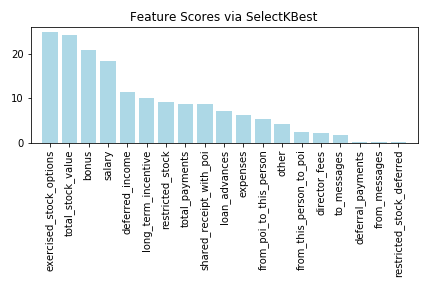 Feature Scores via SelectKBest
20
10
0
exercised_stock_options
total_stock_value
bonus
salary
deferred_income
long_term_incentive
restricted_stock
total_payments
shared_receipt_with_poi
loan_advances
expenses
from_poi_to_this_person
other
from_this_person_to_poi
director_fees
to_messages
deferral_payments
from_messages
restricted_stock_deferred